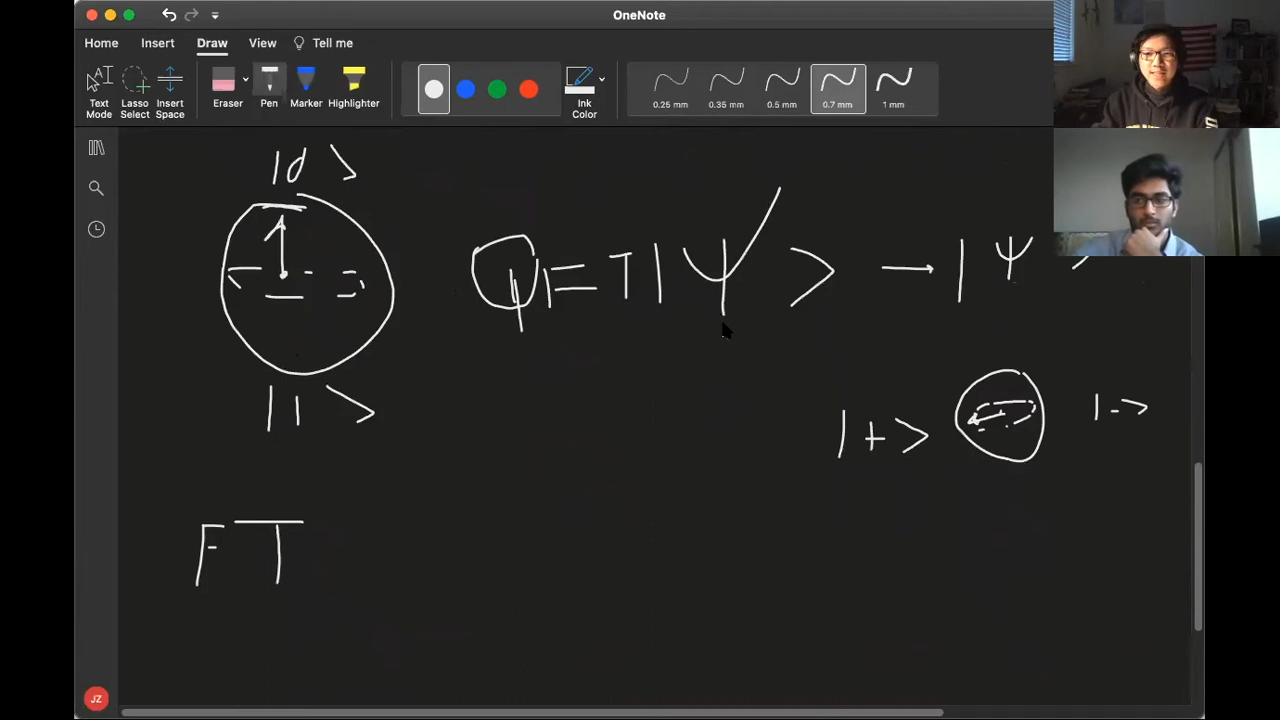 OneNote
Home Insert Draw View Tell me
Text Mode
Lasso Select
Insert Space
Eraser
Pen
Marker
Highlighter
Ink Color
0.25 mm
0.35 mm
0.5 mm
0.7 mm
1 mm
|0>
QFT|Ψ> → |Ψ>
|1>
|+> |->
FT
JZ